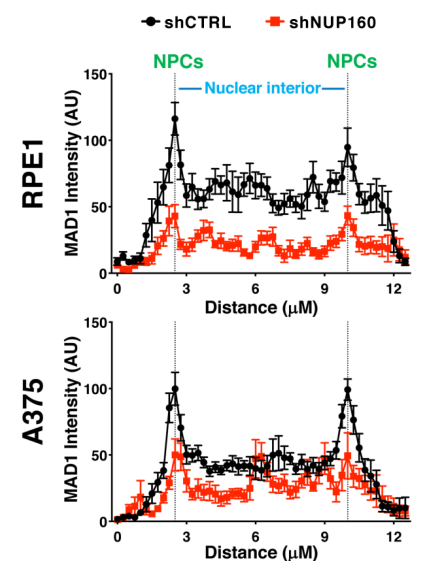 shCTRL shNUP160
NPCs NPCs
Nuclear interior
RPE1
MAD1 Intensity (AU)
150
100
50
0
0 3 6 9 12
Distance (μM)
A375
MAD1 Intensity (AU)
150
100
50
0
0 3 6 9 12
Distance (μM)